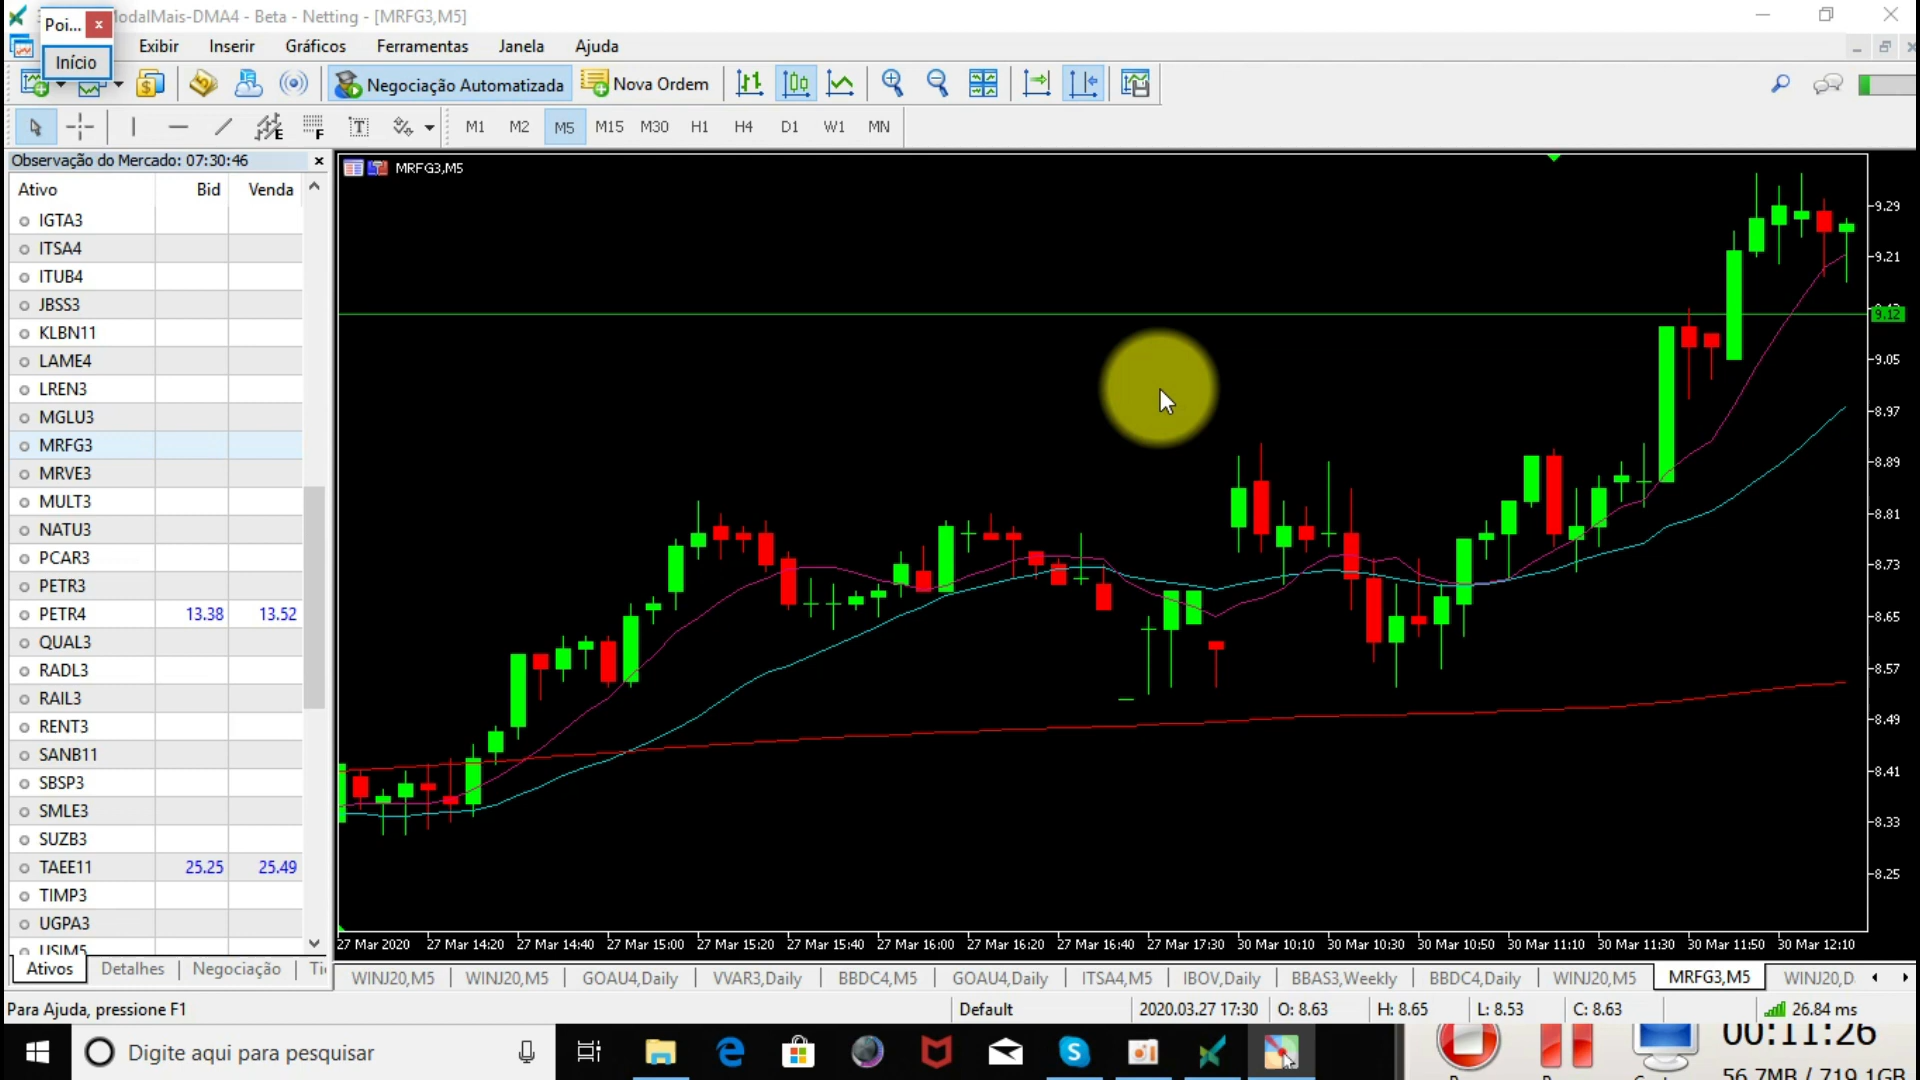 ModalMais-DMA4 - Beta - Netting - [MRFG3,M5]
Poi... x
Início
Exibir Inserir Gráficos Ferramentas Janela Ajuda
Negociação Automatizada Nova Ordem
E F T M1 M2 M5 M15 M30 H1 H4 D1 W1 MN
Observação do Mercado: 07:30:46 ×
Ativo Bid Venda
IGTA3
ITSA4
ITUB4
JBSS3
KLBN11
LAME4
LREN3
MGLU3
MRFG3
MRVE3
MULT3
NATU3
PCAR3
PETR3
PETR4 13.38 13.52
QUAL3
RADL3
RAIL3
RENT3
SANB11
SBSP3
SMLE3
SUZB3
TAEE11 25.25 25.49
TIMP3
UGPA3
USIM5
Ativos Detalhes Negociação
MRFG3,M5
9.29
9.21
9.12
9.05
8.97
8.89
8.81
8.73
8.65
8.57
8.49
8.41
8.33
8.25
27 Mar 2020 27 Mar 14:20 27 Mar 14:40 27 Mar 15:00 27 Mar 15:20 27 Mar 15:40 27 Mar 16:00 27 Mar 16:20 27 Mar 16:40 27 Mar 17:30 30 Mar 10:10 30 Mar 10:30 30 Mar 10:50 30 Mar 11:10 30 Mar 11:30 30 Mar 11:50 30 Mar 12:10
WINJ20,M5 WINJ20,M5 GOAU4,Daily VVAR3,Daily BBDC4,M5 GOAU4,Daily ITSA4,M5 IBOV,Daily BBAS3,Weekly BBDC4,Daily WINJ20,M5 MRFG3,M5 WINJ20,D
Para Ajuda, pressione F1 Default 2020.03.27 17:30 O: 8.63 H: 8.65 L: 8.53 C: 8.63 26.84 ms
Digite aqui para pesquisar
00:11:26
56.7MB / 719.1GB